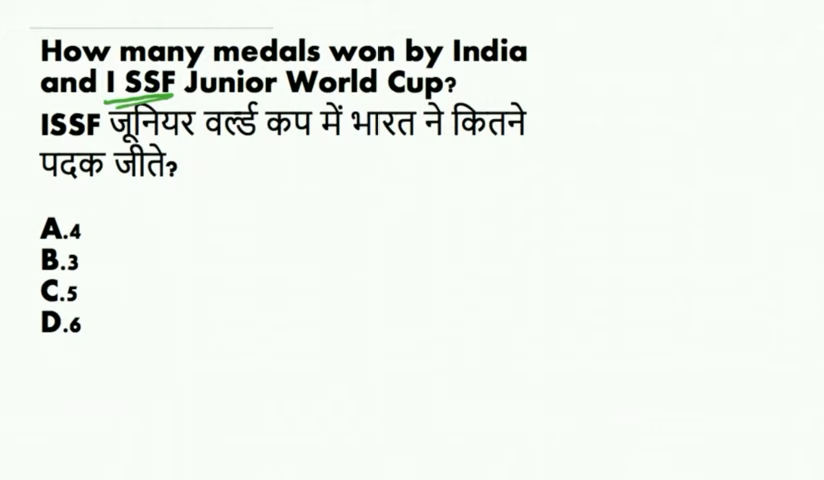 How many medals won by India
and I SSF Junior World Cup?
ISSF जूनियर वर्ल्ड कप में भारत ने कितने
पदक जीते?
A.4
B.3
C.5
D.6